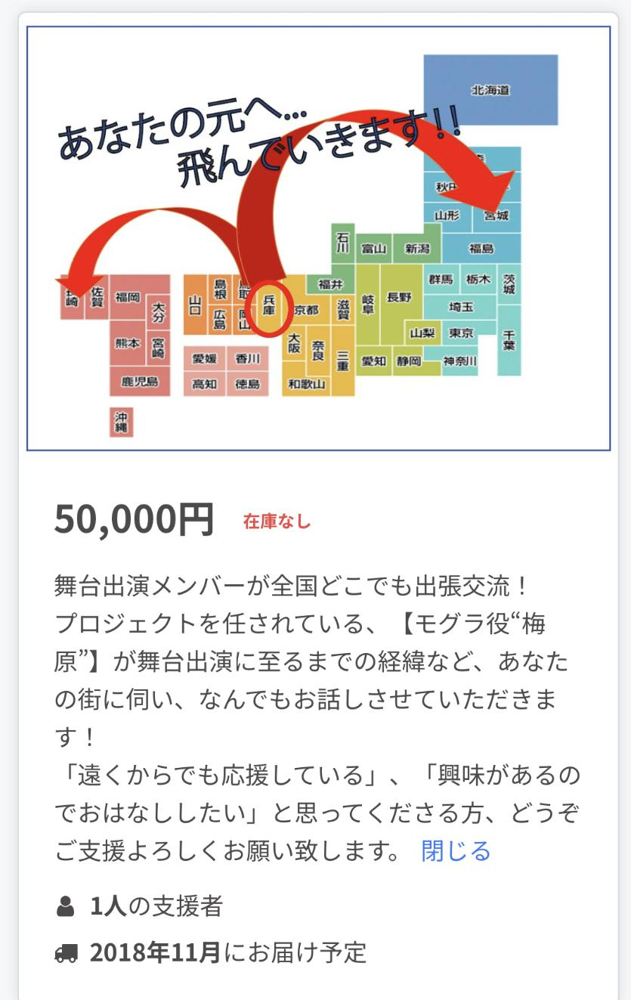 あなたの元へ...
飛んでいきます!!
北海道
秋田
山形
宮城
石川
富山
新潟
福島
長崎
佐賀
福岡
大分
山口
島根
鳥取
兵庫
京都
福井
滋賀
岐阜
長野
群馬
栃木
茨城
広島
岡山
埼玉
熊本
宮崎
大阪
奈良
三重
山梨
東京
千葉
愛媛
香川
愛知
静岡
神奈川
鹿児島
高知
徳島
和歌山
沖縄
50,000円 在庫なし
舞台出演メンバーが全国どこでも出張交流！
プロジェクトを任されている、【モグラ役“梅
原”】が舞台出演に至るまでの経緯など、あなた
の街に伺い、なんでもお話しさせていただきま
す！
「遠くからでも応援している」、「興味があるの
でおはなししたい」と思ってくださる方、どうぞ
ご支援よろしくお願い致します。 閉じる
1人の支援者
2018年11月にお届け予定